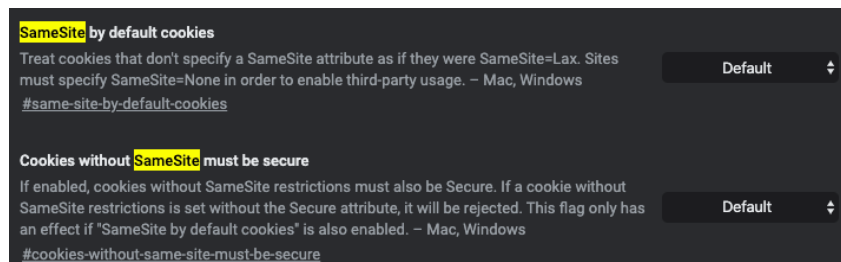 SameSite by default cookies
Treat cookies that don't specify a SameSite attribute as if they were SameSite=Lax. Sites
must specify SameSite=None in order to enable third-party usage. – Mac, Windows
#same-site-by-default-cookies
Default
Cookies without SameSite must be secure
If enabled, cookies without SameSite restrictions must also be Secure. If a cookie without
SameSite restrictions is set without the Secure attribute, it will be rejected. This flag only has
an effect if "SameSite by default cookies" is also enabled. – Mac, Windows
#cookies-without-same-site-must-be-secure
Default